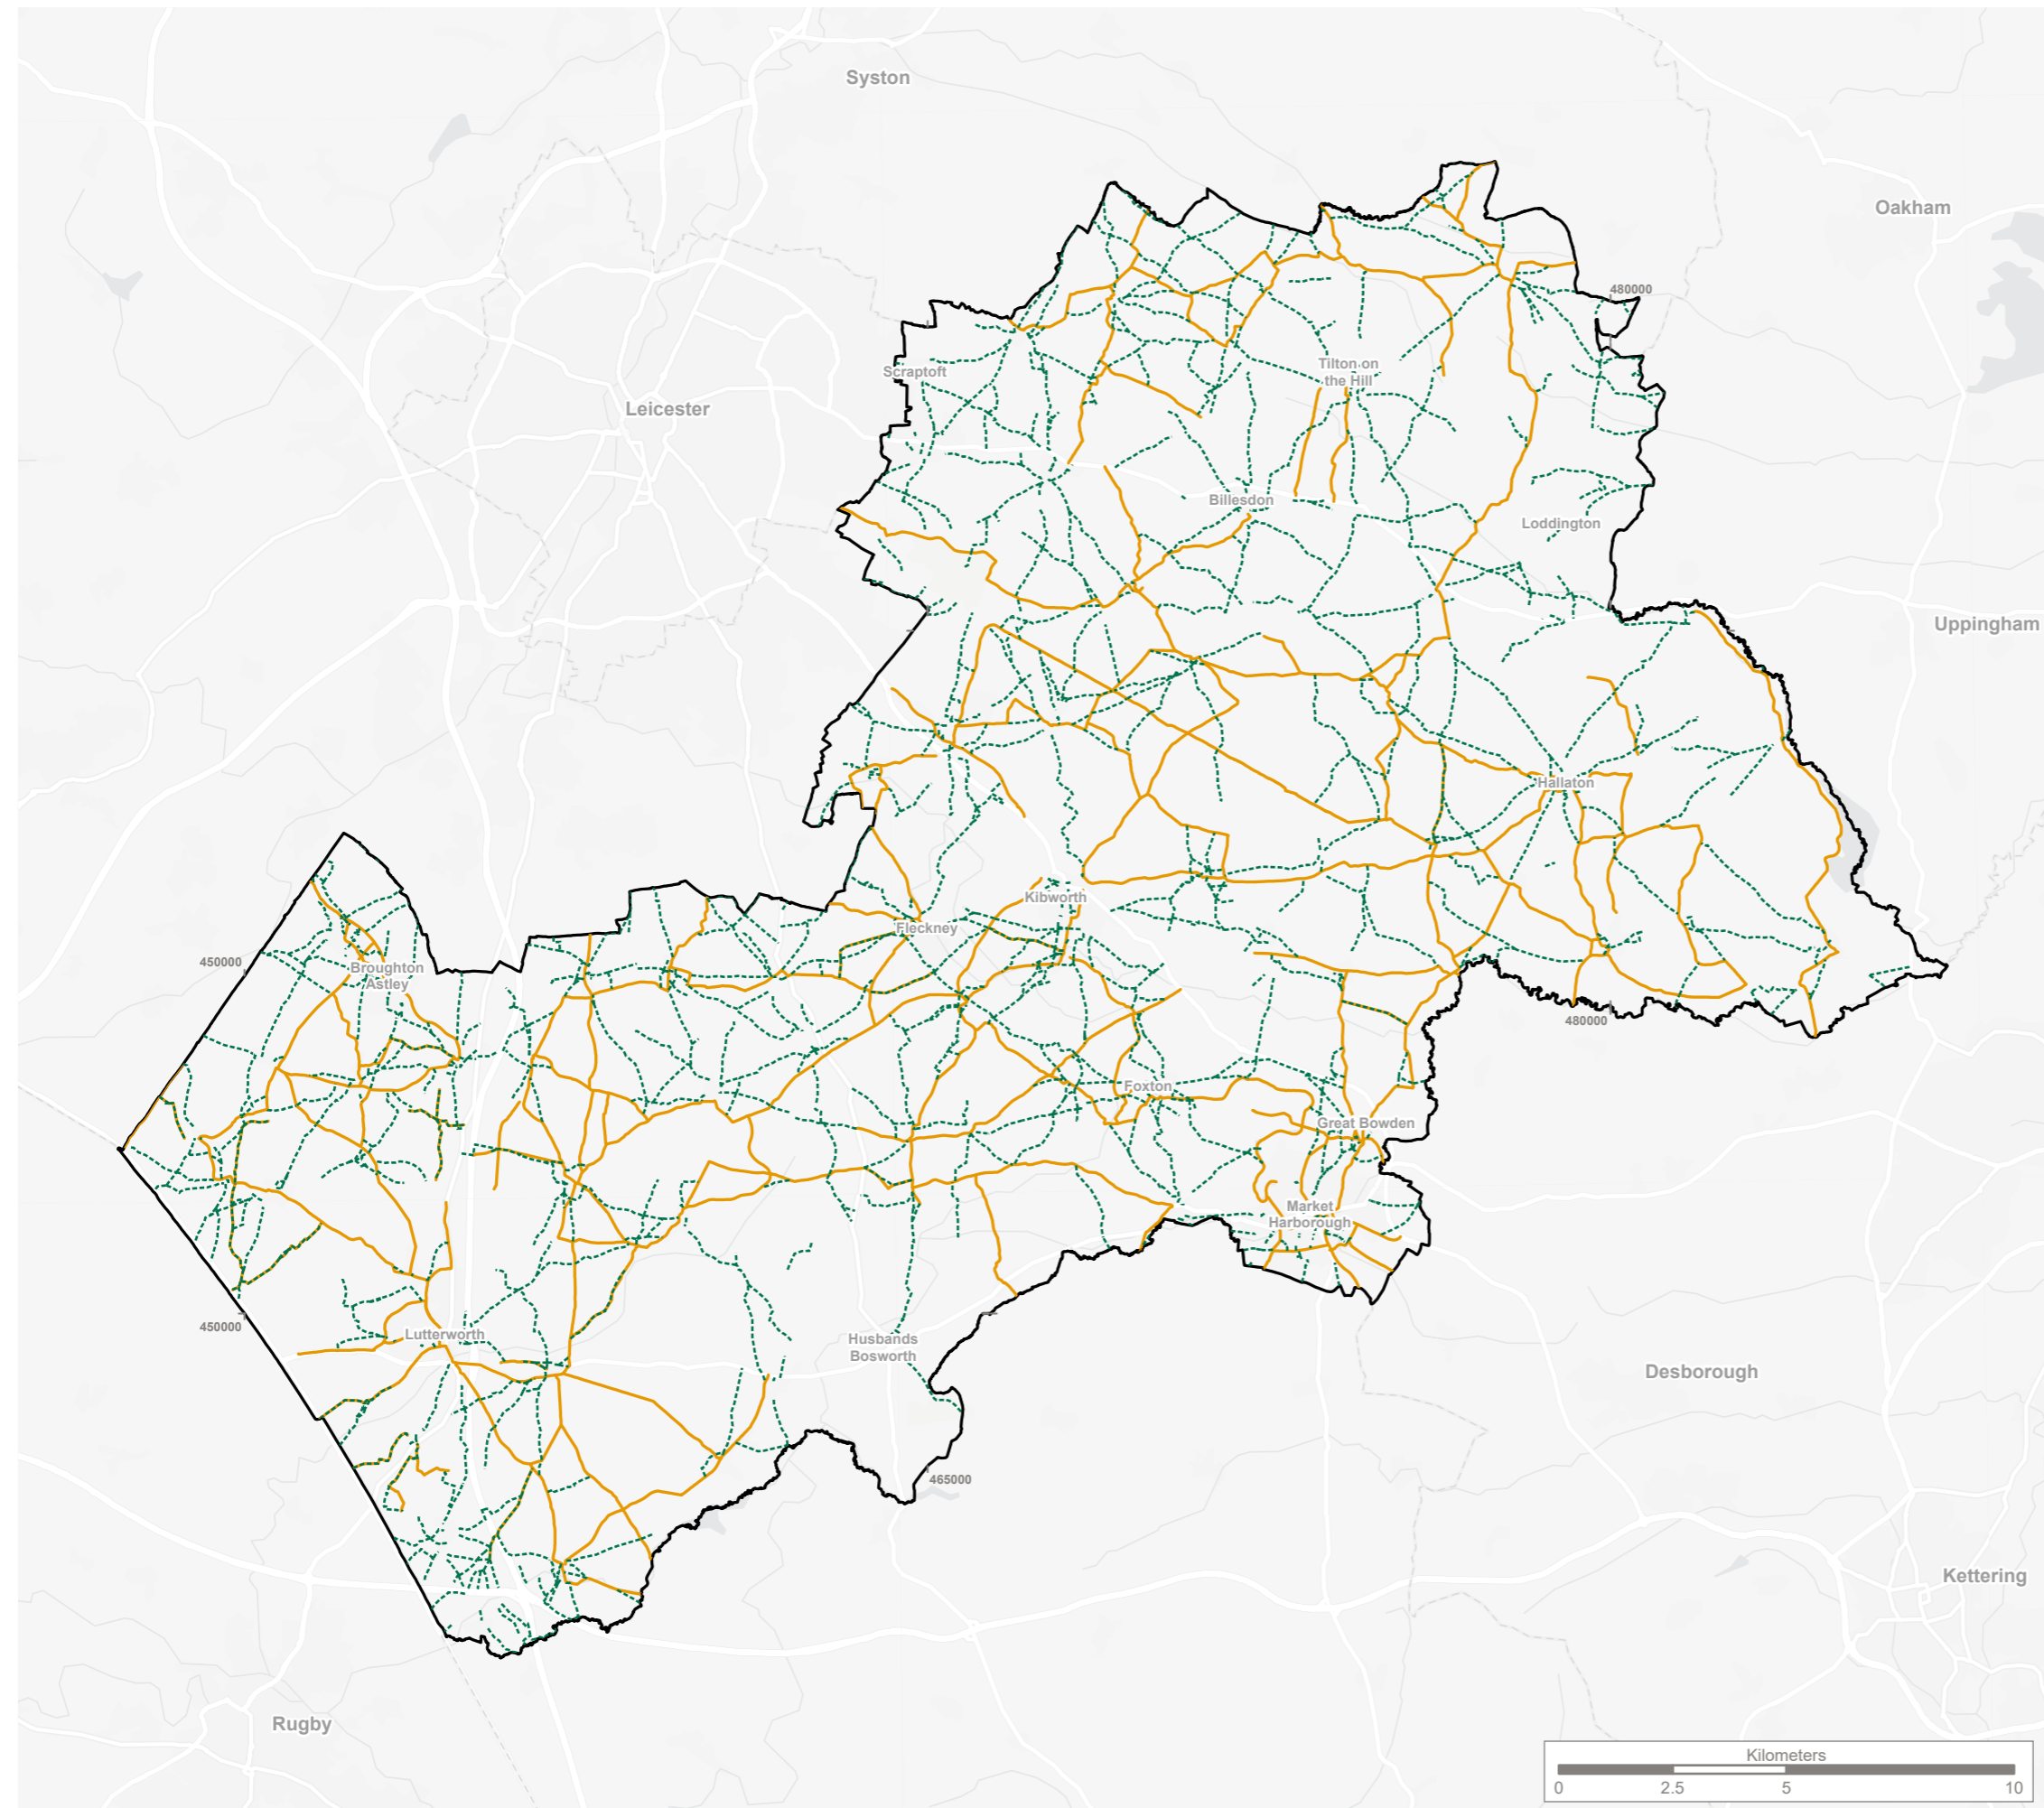 Syston
Oakham
480000
Scraptoft
Tilton on
the Hill
Leicester
Billesdon
Loddington
Uppingham
Hallaton
Kibworth
Fleckney
450000
Broughton
Astley
480000
Foxton
Great Bowden
Market
Harborough
450000
Lutterworth
Husbands
Bosworth
Desborough
465000
Kettering
Rugby
Kilometers
0 2.5 5 10